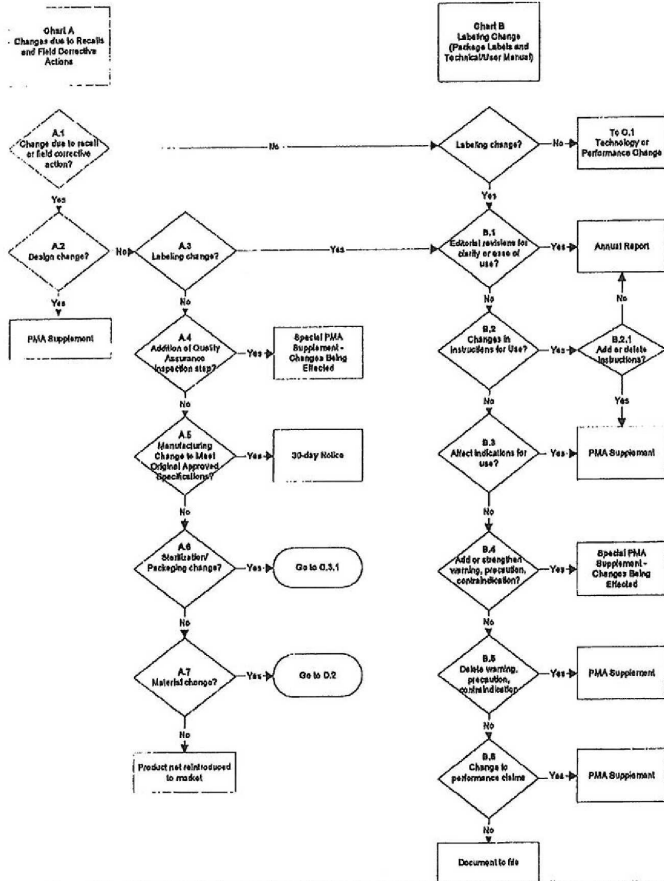 Chart A
Changes due to Recalls
and Field Corrective
Actions
Chart B
Labeling Change
(Package Labels and
Technical/User Manual)
A.1
Change due to recall
or field corrective
action?
No
Labeling change?
No
To C.1
Technology or
Performance Change
Yes
Yes
A.2
Design change?
No
A.3
Labeling change?
Yes
B.1
Editorial revisions for
clarity or ease of
use?
Yes
Annual Report
Yes
No
No
No
PMA Supplement
A.4
Addition of Quality
Assurance
Inspection step?
Yes
Special PMA
Supplement -
Changes Being
Effected
B.2
Changes in
Instructions for Use?
Yes
B.2.1
Add or delete
instructions?
No
No
Yes
A.5
Manufacturing
Change to Meet
Original Approved
Specifications?
Yes
30-day Notice
B.3
Affect indications for
use?
Yes
PMA Supplement
No
No
A.6
Sterilization/
Packaging change?
Yes
Go to C.3.1
B.4
Add or strengthen
warning, precaution,
contraindication?
Yes
Special PMA
Supplement -
Changes Being
Effected
No
No
A.7
Material change?
Yes
Go to D.2
B.5
Delete warning,
precaution,
contraindication
Yes
PMA Supplement
No
No
Product not reintroduced
to market
B.6
Change to
performance claims
Yes
PMA Supplement
No
Document to file